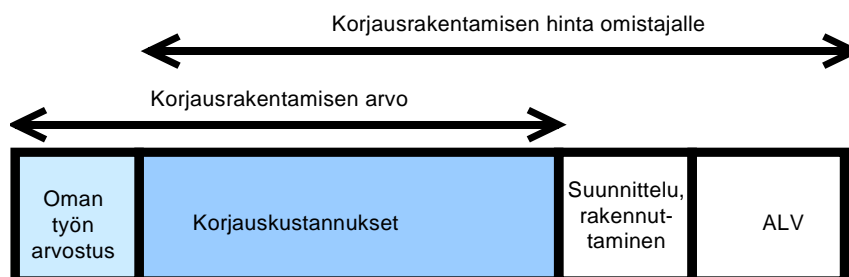 Korjausrakentamisen hinta omistajalle
Korjausrakentamisen arvo
Oman
työn
arvostus
Korjauskustannukset
Suunnittelu,
rakennut-
taminen
ALV